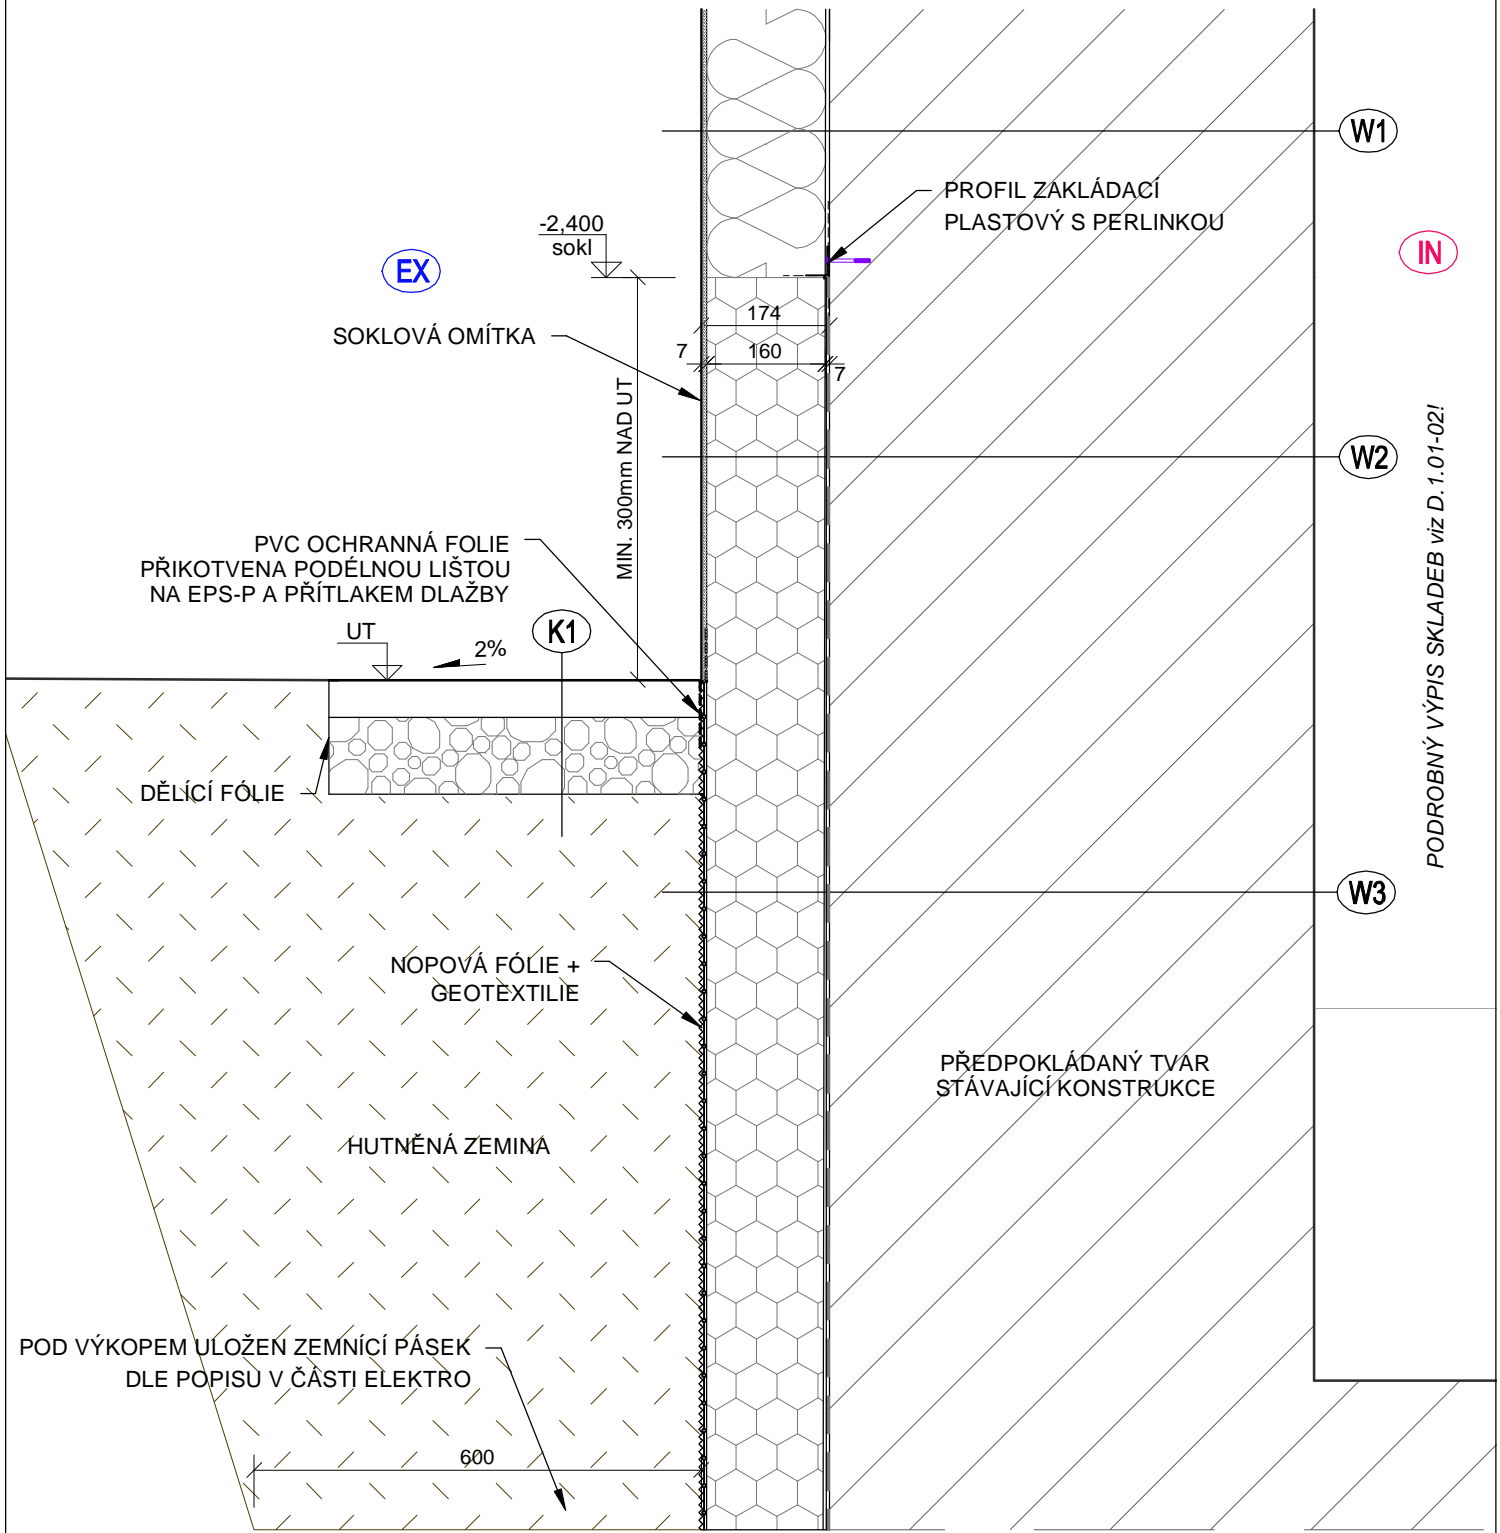 W1
PROFIL ZAKLÁDACÍ
PLASTOVÝ S PERLINKOU
-2,400
sokl
EX
IN
174
SOKLOVÁ OMÍTKA
7
160
7
MIN. 300mm NAD UT
W2
PODROBNÝ VÝPIS SKLADEB viz D.1.01-02!
PVC OCHRANNÁ FOLIE
PŘIKOTVENA PODÉLNOU LIŠTOU
NA EPS-P A PŘÍTLAKEM DLAŽBY
UT
2%
K1
DĚLÍCÍ FÓLIE
W3
NOPOVÁ FÓLIE +
GEOTEXTILIE
PŘEDPOKLÁDANÝ TVAR
STÁVAJÍCÍ KONSTRUKCE
HUTNĚNÁ ZEMINA
POD VÝKOPEM ULOŽEN ZEMNÍCÍ PÁSEK
DLE POPISU V ČÁSTI ELEKTRO
600